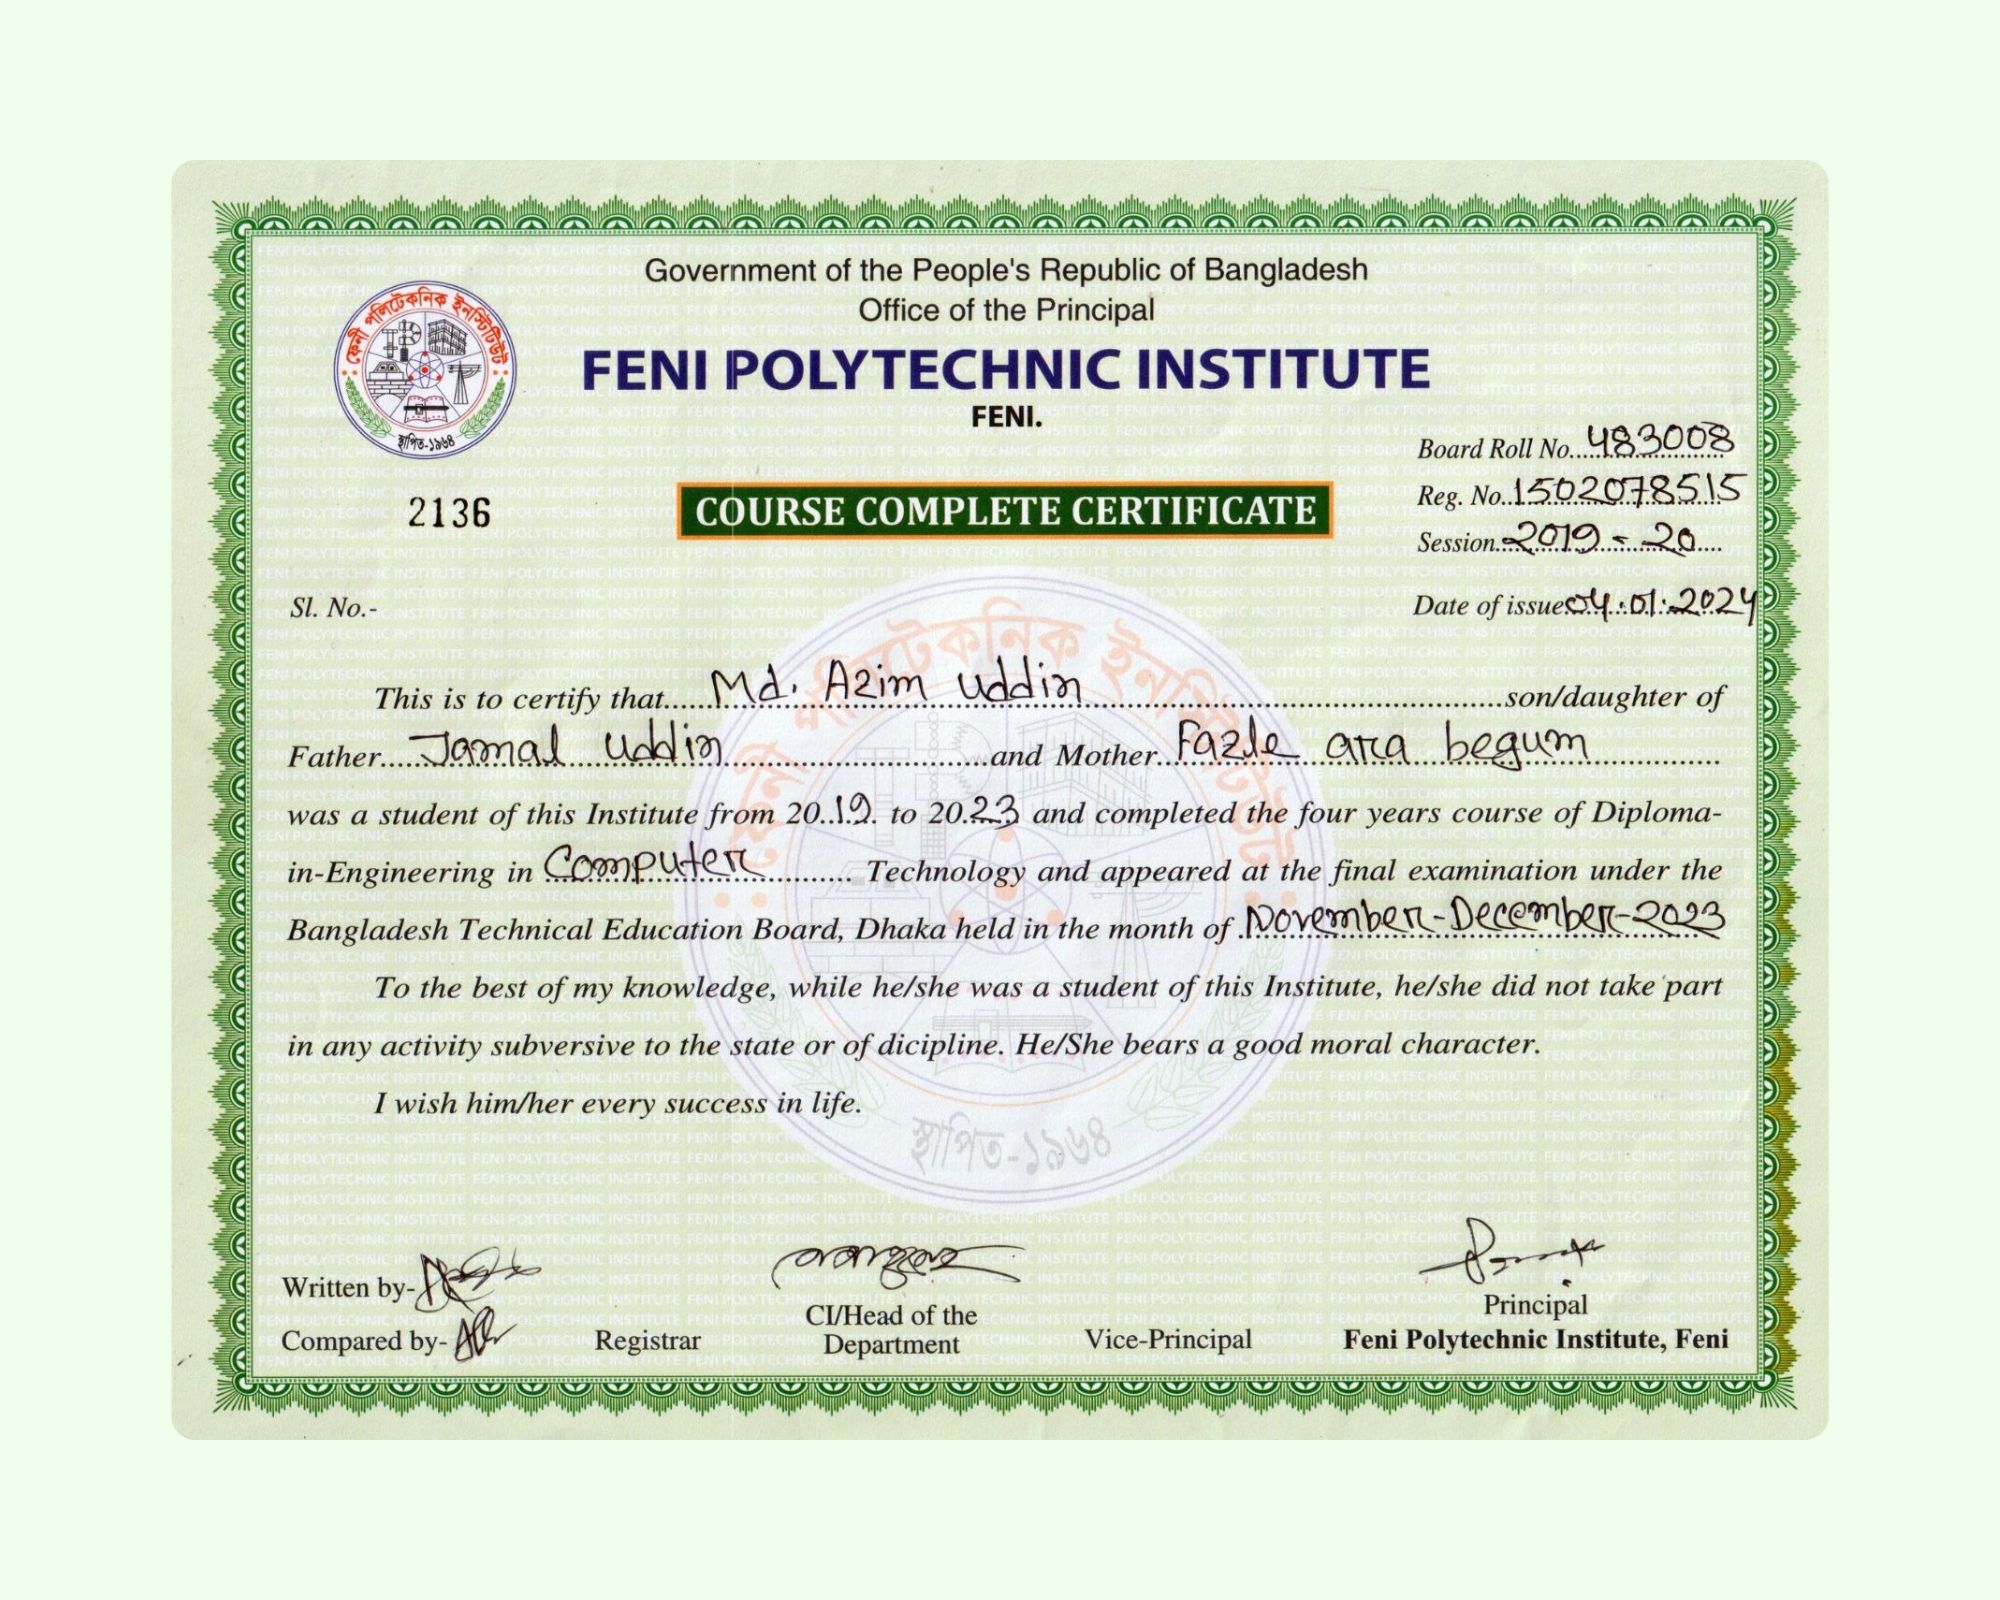 Government of the People's Republic of Bangladesh
Office of the Principal
FENI POLYTECHNIC INSTITUTE
FENI.
ফেনী পলিটেকনিক ইনস্টিটিউট
স্থাপিত-১৯৬৪
Board Roll No. 483008
2136
COURSE COMPLETE CERTIFICATE
Reg. No. 1502078515
Session 2019 - 20
Sl. No.-
Date of issue 04.01.2024
This is to certify that Md. Azim Uddin son/daughter of
Father Jamal Uddin and Mother Fazle ara begum
was a student of this Institute from 2019 to 2023 and completed the four years course of Diploma-
in-Engineering in Computer Technology and appeared at the final examination under the
Bangladesh Technical Education Board, Dhaka held in the month of November-December-2023
To the best of my knowledge, while he/she was a student of this Institute, he/she did not take part
in any activity subversive to the state or of dicipline. He/She bears a good moral character.
I wish him/her every success in life.
স্থাপিত-১৯৬৪
Written by-
Compared by-
Registrar
CI/Head of the
Department
Vice-Principal
Principal
Feni Polytechnic Institute, Feni